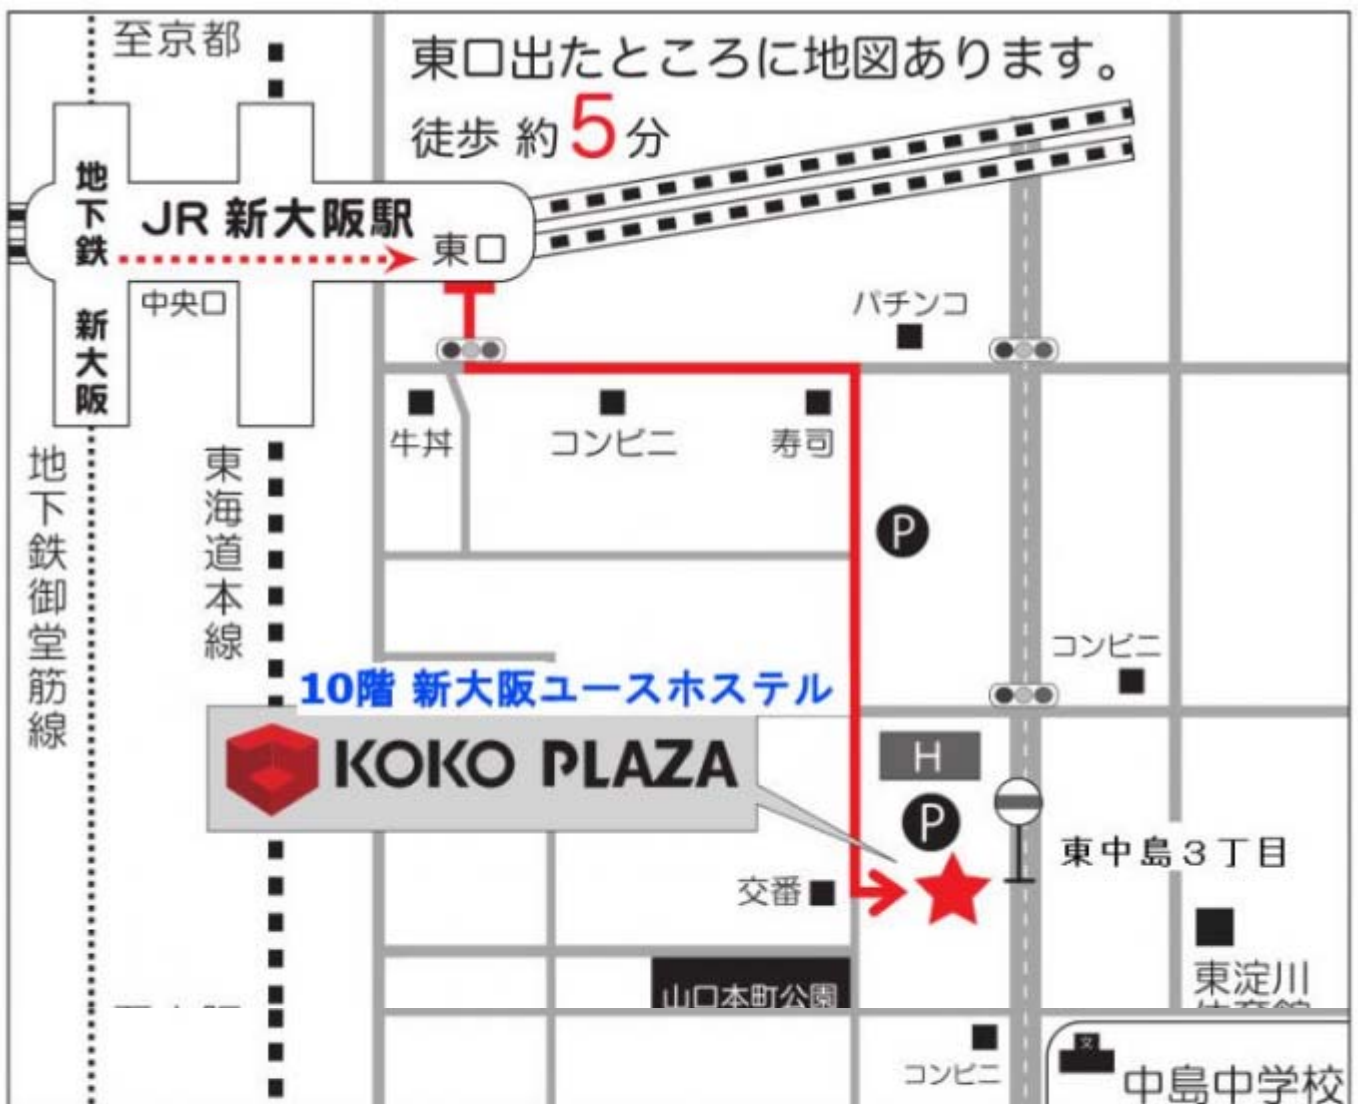 至京都
東口出たところに地図あります。
徒歩 約5分
地下鉄 新大阪
JR 新大阪駅
東口
中央口
パチンコ
牛丼
コンビニ
寿司
P
地下鉄御堂筋線
東海道本線
コンビニ
10階 新大阪ユースホステル
KOKO PLAZA
H
P
東中島3丁目
交番
山口本町公園
東淀川
コンビニ
文
中島中学校